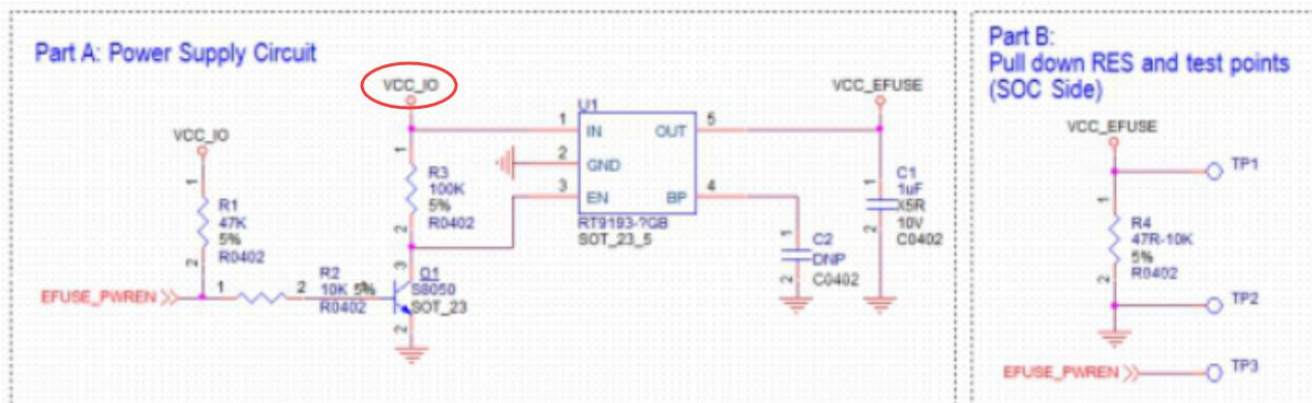 Part A: Power Supply Circuit
VCC_IO
VCC_IO
1
R1
47K
5%
R0402
2
EFUSE_PWREN
1
R2
2
10K 5%
R0402
1
R3
100K
5%
R0402
2
3
Q1
S8050
SOT_23
2
U1
1
IN
OUT
5
2
GND
3
EN
BP
4
RT9193-?GB
SOT_23_5
VCC_EFUSE
1
C1
1uF
X5R
10V
2
C0402
1
C2
DNP
2
C0402
Part B:
Pull down RES and test points
(SOC Side)
VCC_EFUSE
TP1
1
R4
47R-10K
5%
R0402
2
TP2
EFUSE_PWREN
TP3